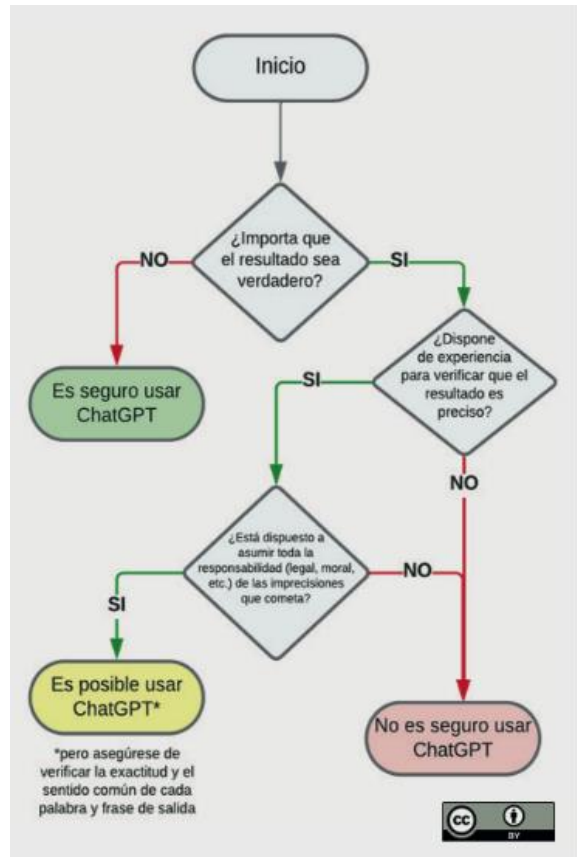 Inicio
¿Importa que
el resultado sea
verdadero?
NO
SI
¿Dispone
de experiencia
para verificar que el
resultado es
preciso?
Es seguro usar
ChatGPT
SI
NO
¿Está dispuesto a
asumir toda la
responsabilidad (legal, moral,
etc.) de las imprecisiones
que cometa?
NO
SI
Es posible usar
ChatGPT*
No es seguro usar
ChatGPT
*pero asegúrese de
verificar la exactitud y el
sentido común de cada
palabra y frase de salida
cc
BY